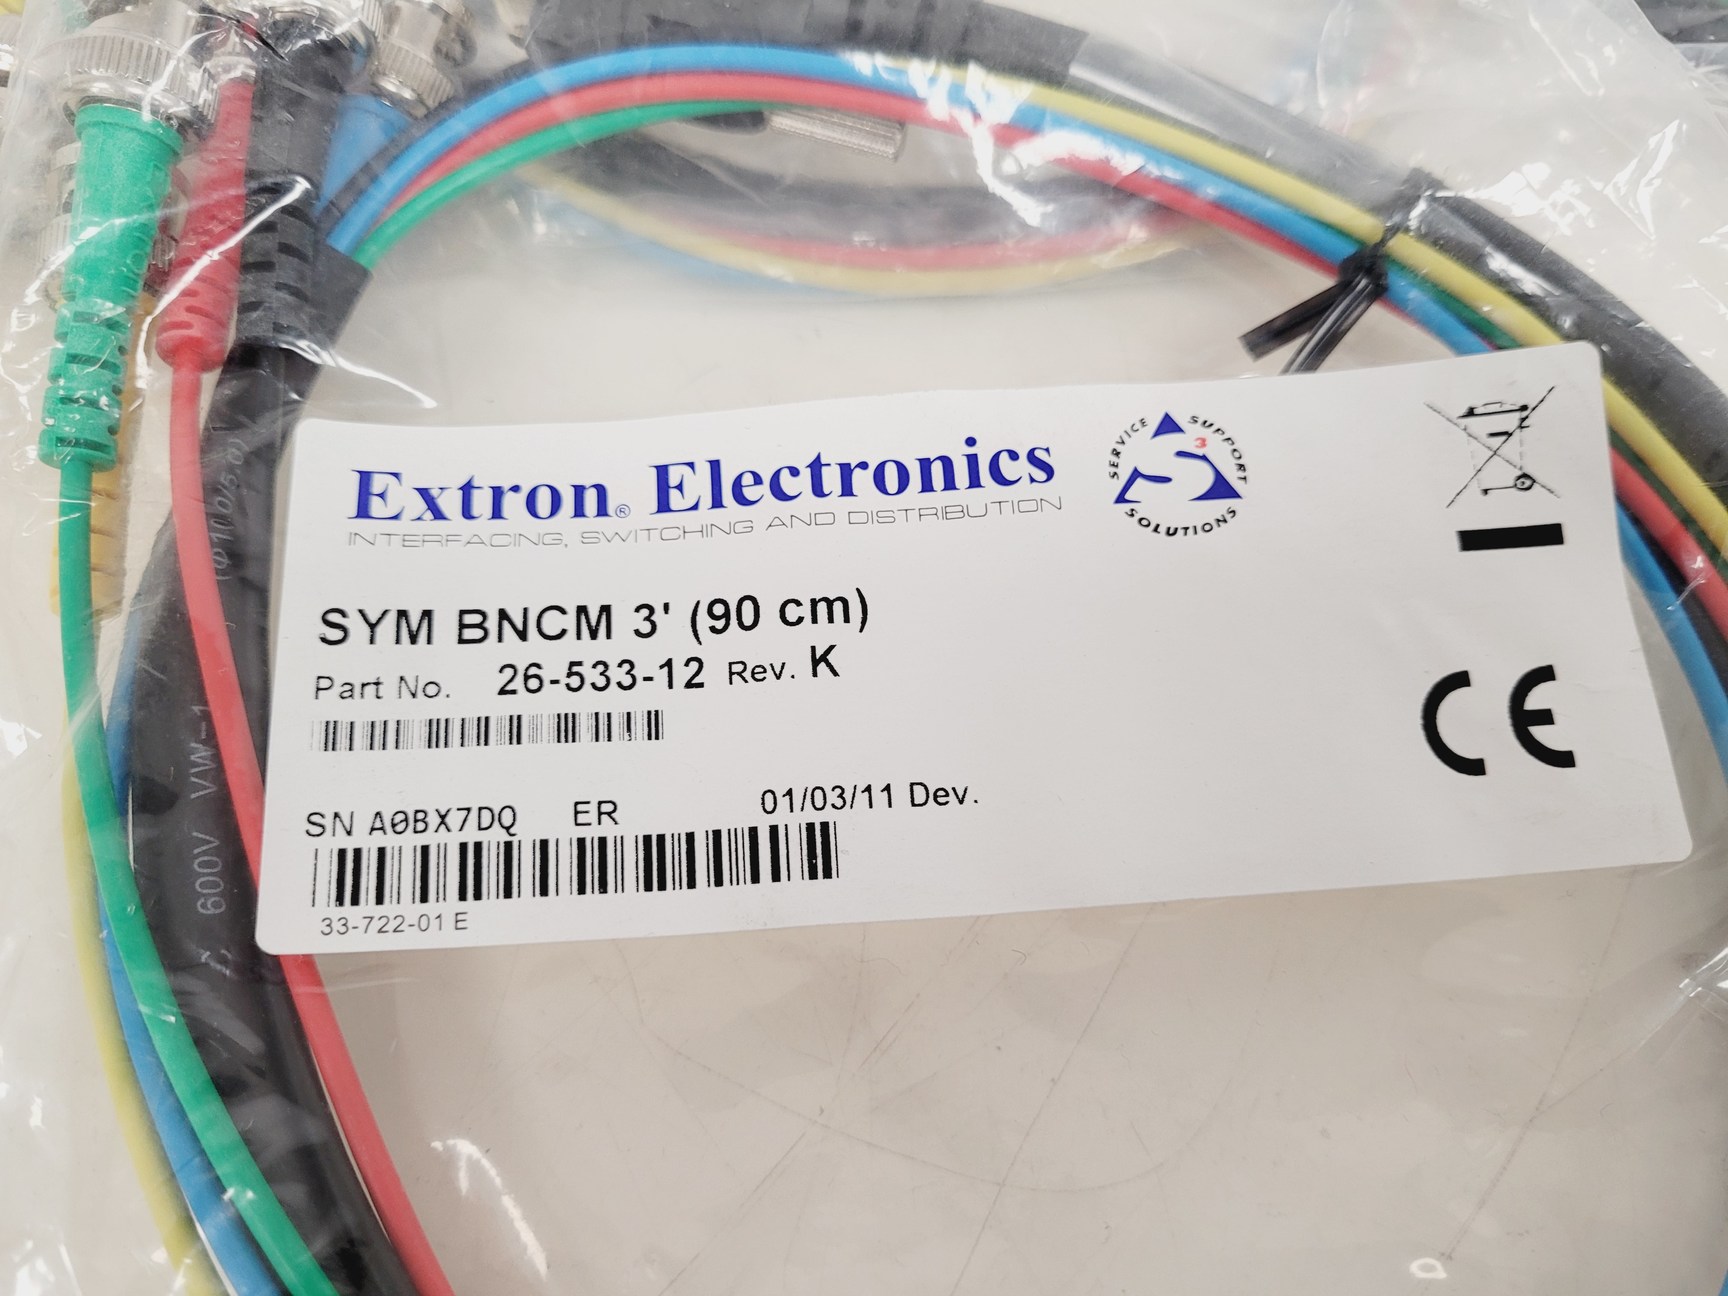 Extron® Electronics
INTERFACING, SWITCHING AND DISTRIBUTION
SERVICE SUPPORT SOLUTIONS
S3
SYM BNCM 3' (90 cm)
Part No. 26-533-12 Rev. K
SN A0BX7DQ ER 01/03/11 Dev.
33-722-01 E
CE
600V VW-1